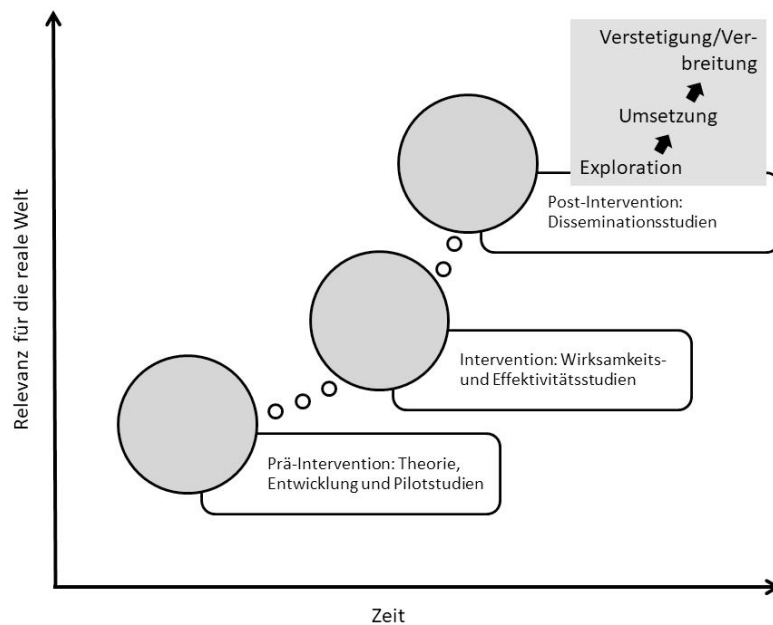 Verstetigung/Ver-
breitung
Umsetzung
Exploration
Post-Intervention:
Disseminationsstudien
Intervention: Wirksamkeits-
und Effektivitätsstudien
Prä-Intervention: Theorie,
Entwicklung und Pilotstudien
Relevanz für die reale Welt
Zeit